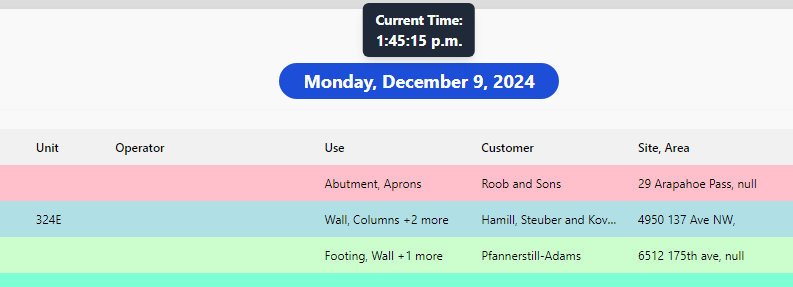 Current Time:
1:45:15 p.m.
Monday, December 9, 2024
Unit Operator Use Customer Site, Area
Abutment, Aprons Roob and Sons 29 Arapahoe Pass, null
324E Wall, Columns +2 more Hamill, Steuber and Kov... 4950 137 Ave NW,
Footing, Wall +1 more Pfannerstill-Adams 6512 175th ave, null